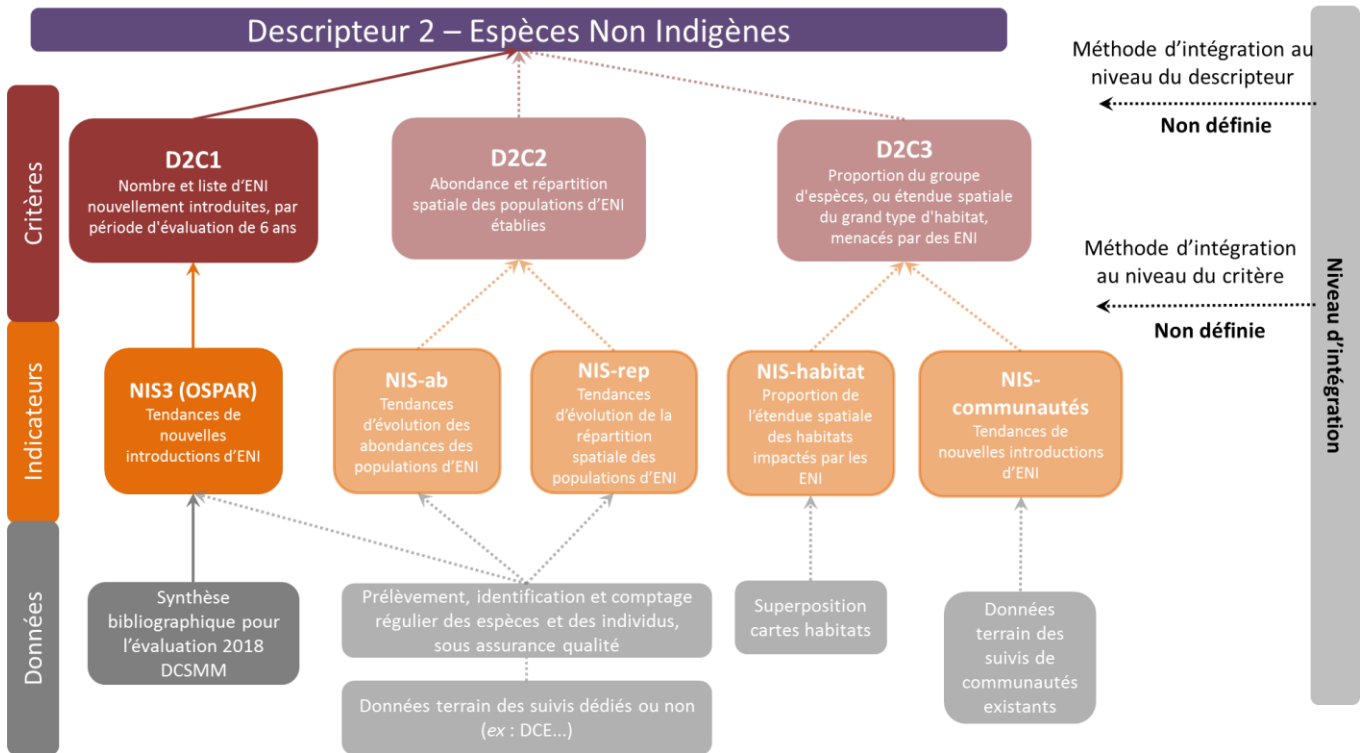 Descripteur 2 – Espèces Non Indigènes
Méthode d'intégration au
niveau du descripteur
Non définie
Critères
D2C1
Nombre et liste d'ENI
nouvellement introduites, par
période d'évaluation de 6 ans
D2C2
Abondance et répartition
spatiale des populations d'ENI
établies
D2C3
Proportion du groupe
d'espèces, ou étendue spatiale
du grand type d'habitat,
menacés par des ENI
Méthode d'intégration
au niveau du critère
Non définie
Niveau d'intégration
Indicateurs
NIS3 (OSPAR)
Tendances de
nouvelles
introductions d'ENI
NIS-ab
Tendances
d'évolution des
abondances des
populations d'ENI
NIS-rep
Tendances
d'évolution de la
répartition
spatiale des
populations d'ENI
NIS-habitat
Proportion de
l'étendue spatiale
des habitats
impactés par les
ENI
NIS-
communautés
Tendances de
nouvelles introductions
d'ENI
Données
Synthèse
bibliographique pour
l'évaluation 2018
DCSMM
Prélèvement, identification et comptage
régulier des espèces et des individus,
sous assurance qualité
Données terrain des suivis dédiés ou non
(ex : DCE...)
Superposition
cartes habitats
Données
terrain des
suivis de
communautés
existants